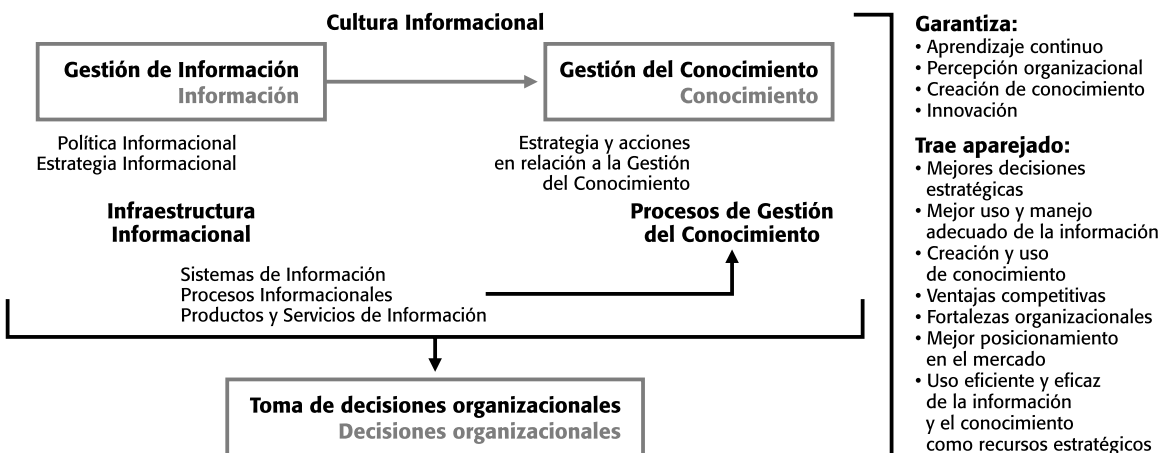 Cultura Informacional
Gestión de Información
Información
Gestión del Conocimiento
Conocimiento
Política Informacional
Estrategia Informacional
Estrategia y acciones
en relación a la Gestión
del Conocimiento
Infraestructura
Informacional
Procesos de Gestión
del Conocimiento
Sistemas de Información
Procesos Informacionales
Productos y Servicios de Información
Toma de decisiones organizacionales
Decisiones organizacionales
Garantiza:
• Aprendizaje continuo
• Percepción organizacional
• Creación de conocimiento
• Innovación
Trae aparejado:
• Mejores decisiones
estratégicas
• Mejor uso y manejo
adecuado de la información
• Creación y uso
de conocimiento
• Ventajas competitivas
• Fortalezas organizacionales
• Mejor posicionamiento
en el mercado
• Uso eficiente y eficaz
de la información
y el conocimiento
como recursos estratégicos